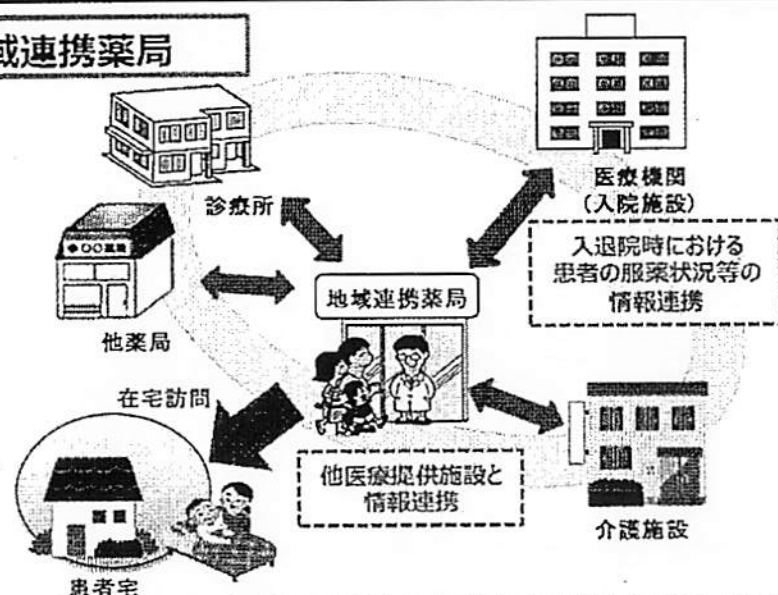 域連携薬局
診療所
医療機関
(入院施設)
入退院時における
患者の服薬状況等の
情報連携
地域連携薬局
他薬局
在宅訪問
他医療提供施設と
情報連携
介護施設
患者宅